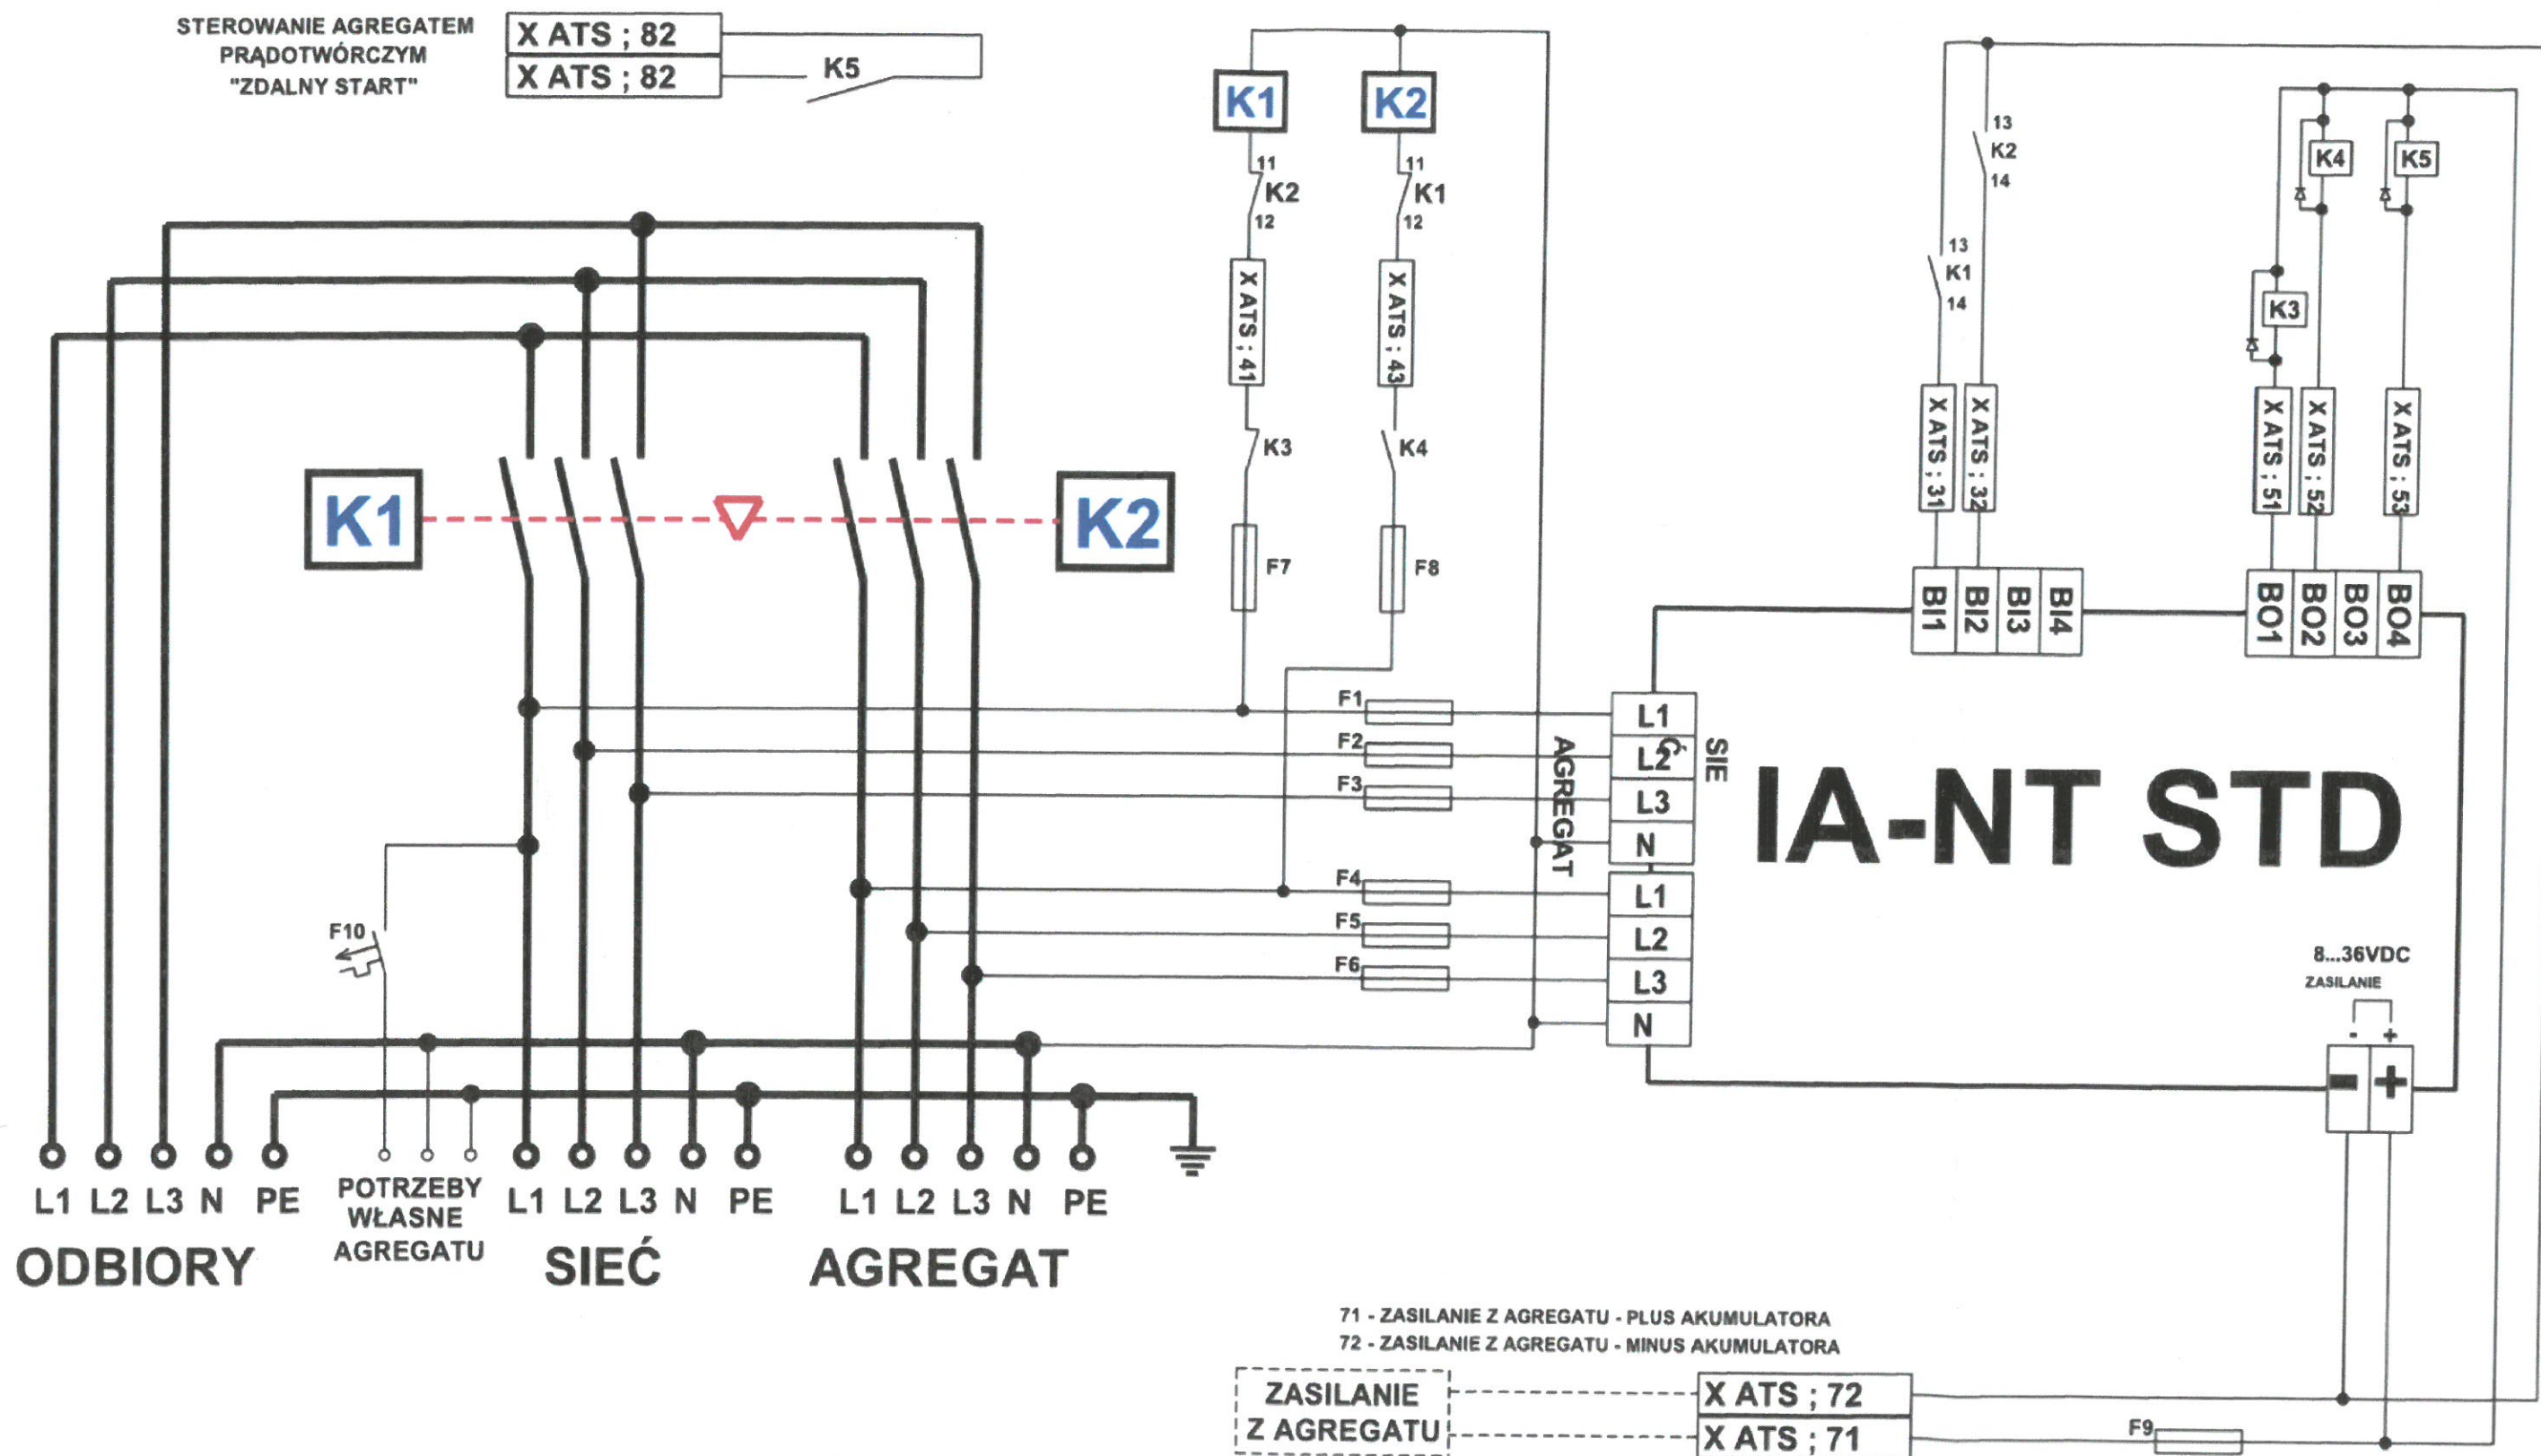 STEROWANIE AGREGATEM
PRĄDOTWÓRCZYM
"ZDALNY START"
X ATS ; 82
X ATS ; 82
K5
K1
K2
11
K2
12
11
K1
12
X ATS ; 41
X ATS ; 43
K3
K4
F7
F8
13
K2
14
13
K1
14
K4
K5
K3
X ATS ; 31
X ATS ; 32
X ATS ; 51
X ATS ; 52
X ATS ; 53
BI1
BI2
BI3
BI4
BO1
BO2
BO3
BO4
K1
K2
F1
F2
F3
F4
F5
F6
AGREGAT
L1
L2
L3
N
SIE
Ć
L1
L2
L3
N
IA-NT STD
8...36VDC
ZASILANIE
- +
- +
F10
L1 L2 L3 N PE
ODBIORY
POTRZEBY
WŁASNE
AGREGATU
L1 L2 L3 N PE
SIEĆ
L1 L2 L3 N PE
AGREGAT
71 - ZASILANIE Z AGREGATU - PLUS AKUMULATORA
72 - ZASILANIE Z AGREGATU - MINUS AKUMULATORA
ZASILANIE
Z AGREGATU
X ATS ; 72
X ATS ; 71
F9